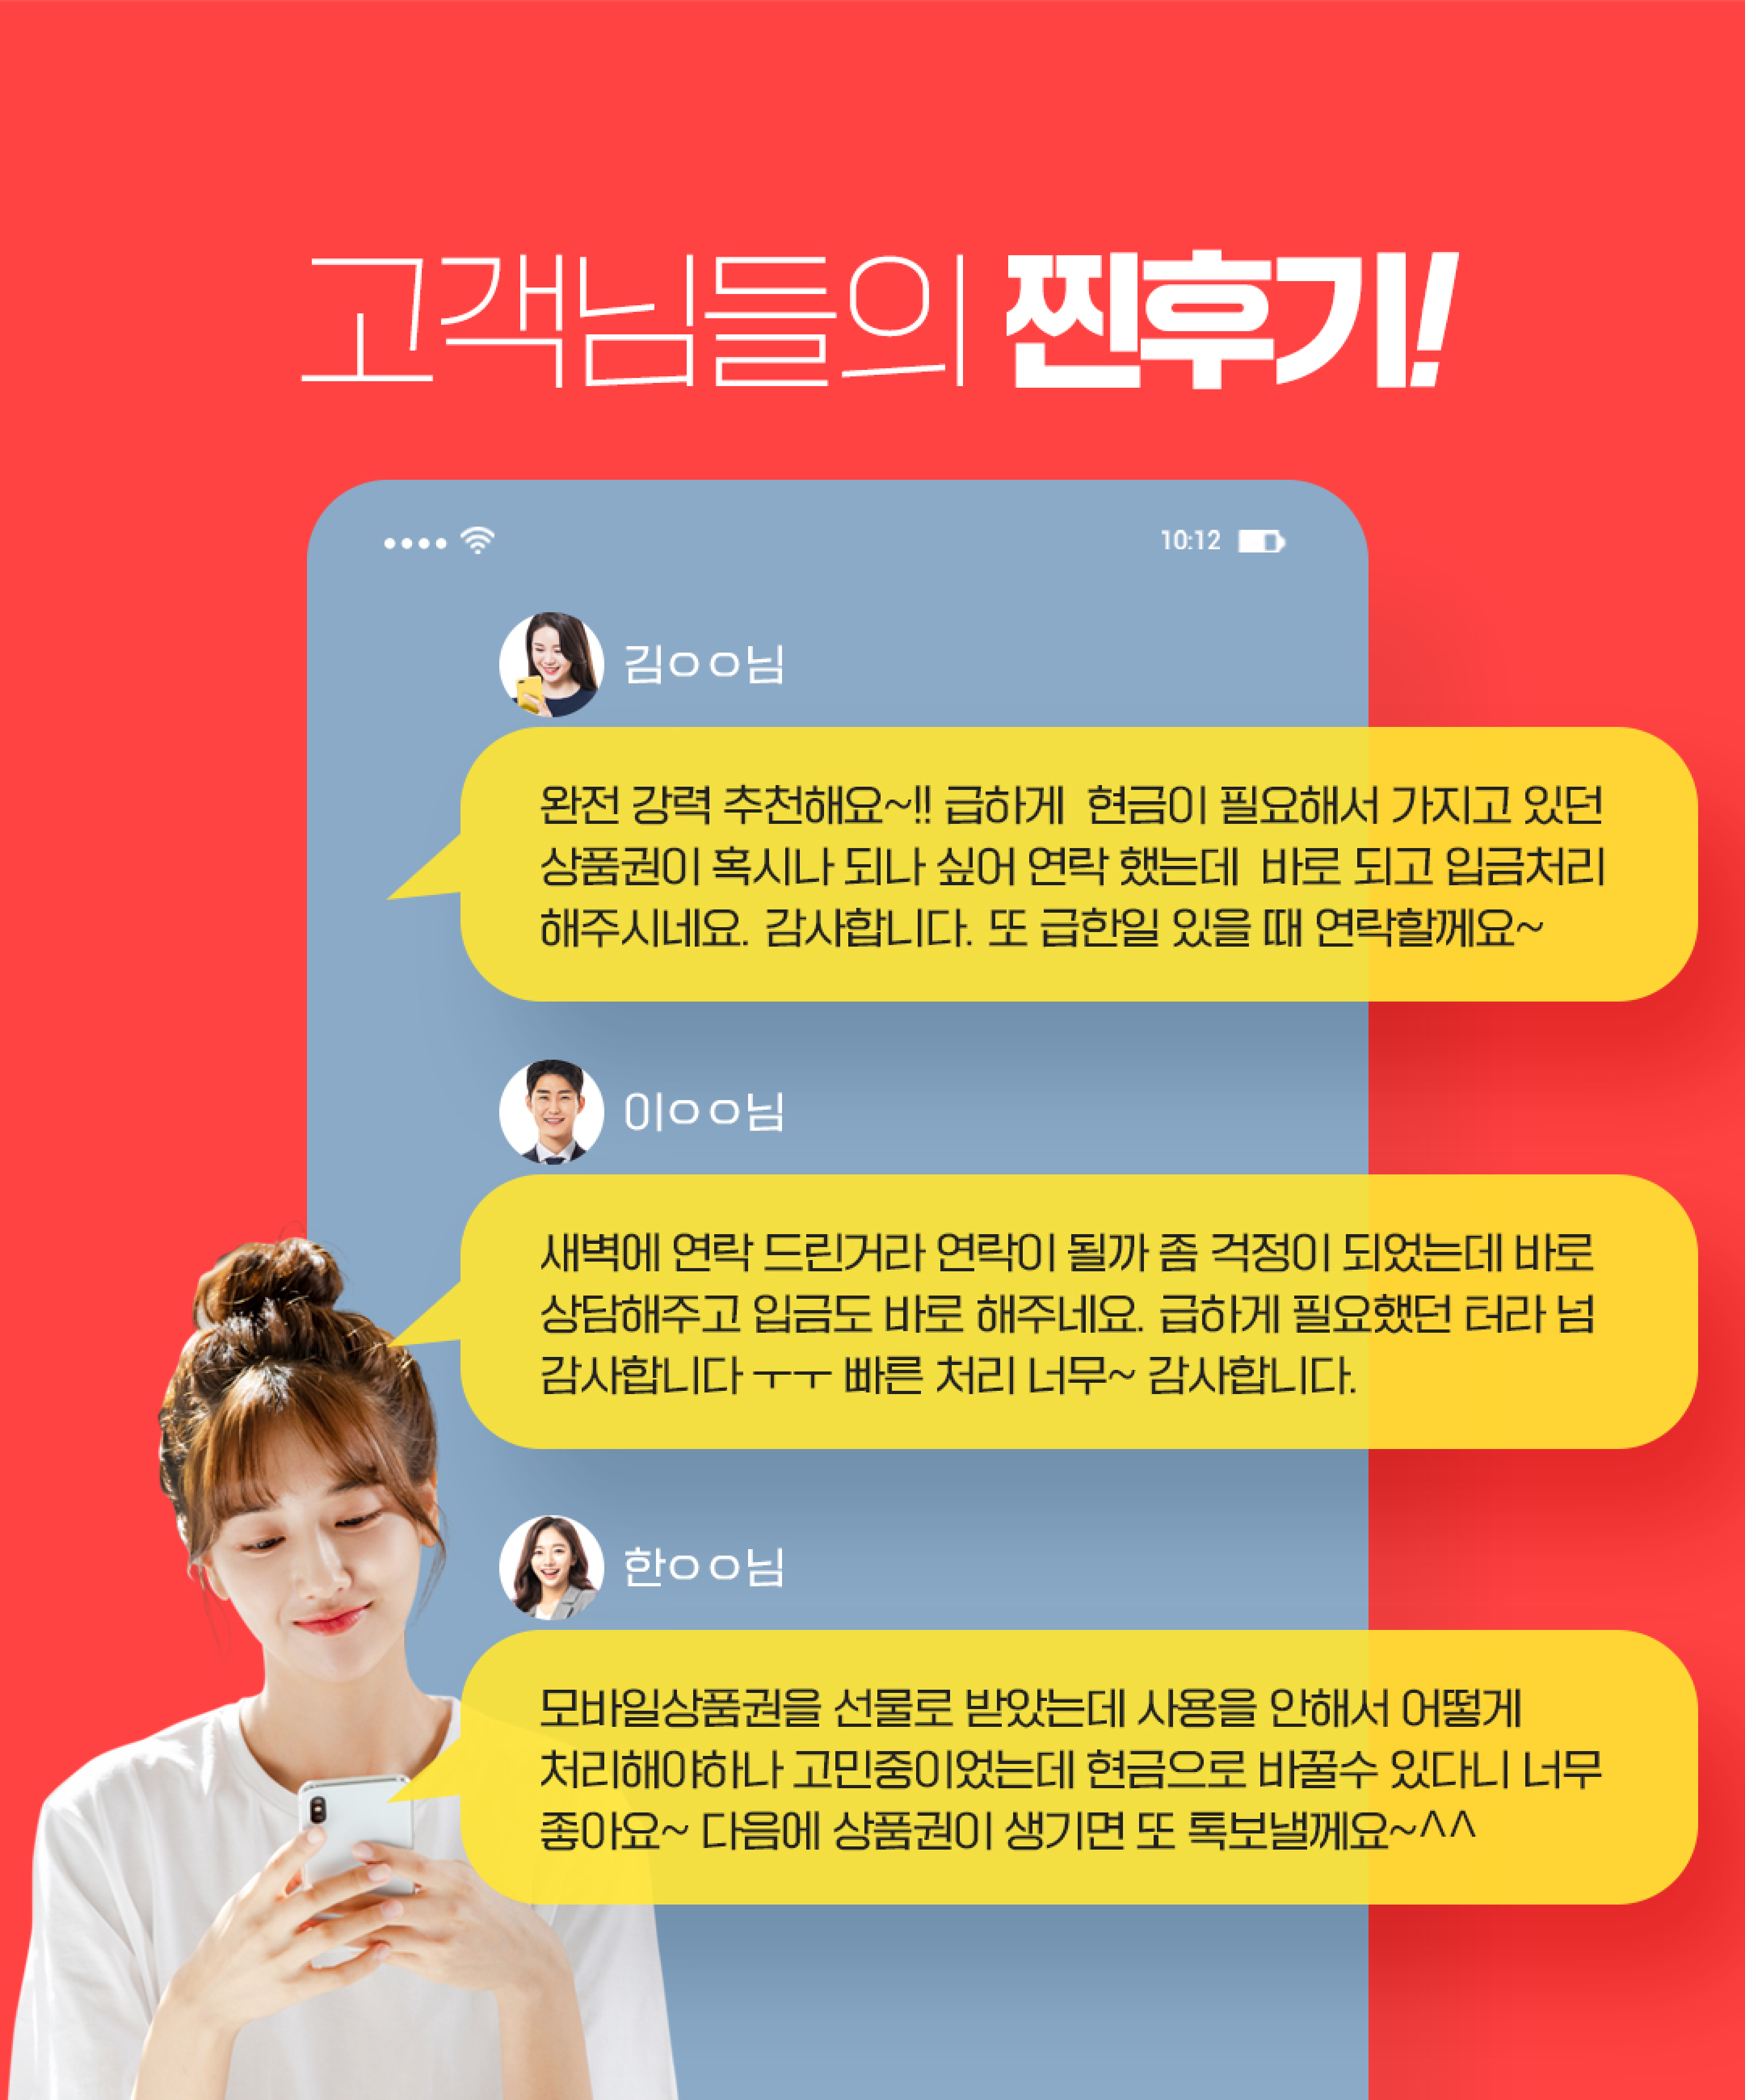 고객님들의 찐후기!
10:12
김ㅇㅇ님
완전 강력 추천해요~!! 급하게 현금이 필요해서 가지고 있던
상품권이 혹시나 되나 싶어 연락 했는데 바로 되고 입금처리
해주시네요. 감사합니다. 또 급한일 있을 때 연락할께요~
이ㅇㅇ님
새벽에 연락 드린거라 연락이 될까 좀 걱정이 되었는데 바로
상담해주고 입금도 바로 해주네요. 급하게 필요했던 터라 넘
감사합니다 ㅜㅜ 빠른 처리 너무~ 감사합니다.
한ㅇㅇ님
모바일상품권을 선물로 받았는데 사용을 안해서 어떻게
처리해야하나 고민중이었는데 현금으로 바꿀수 있다니 너무
좋아요~ 다음에 상품권이 생기면 또 톡보낼께요~^^